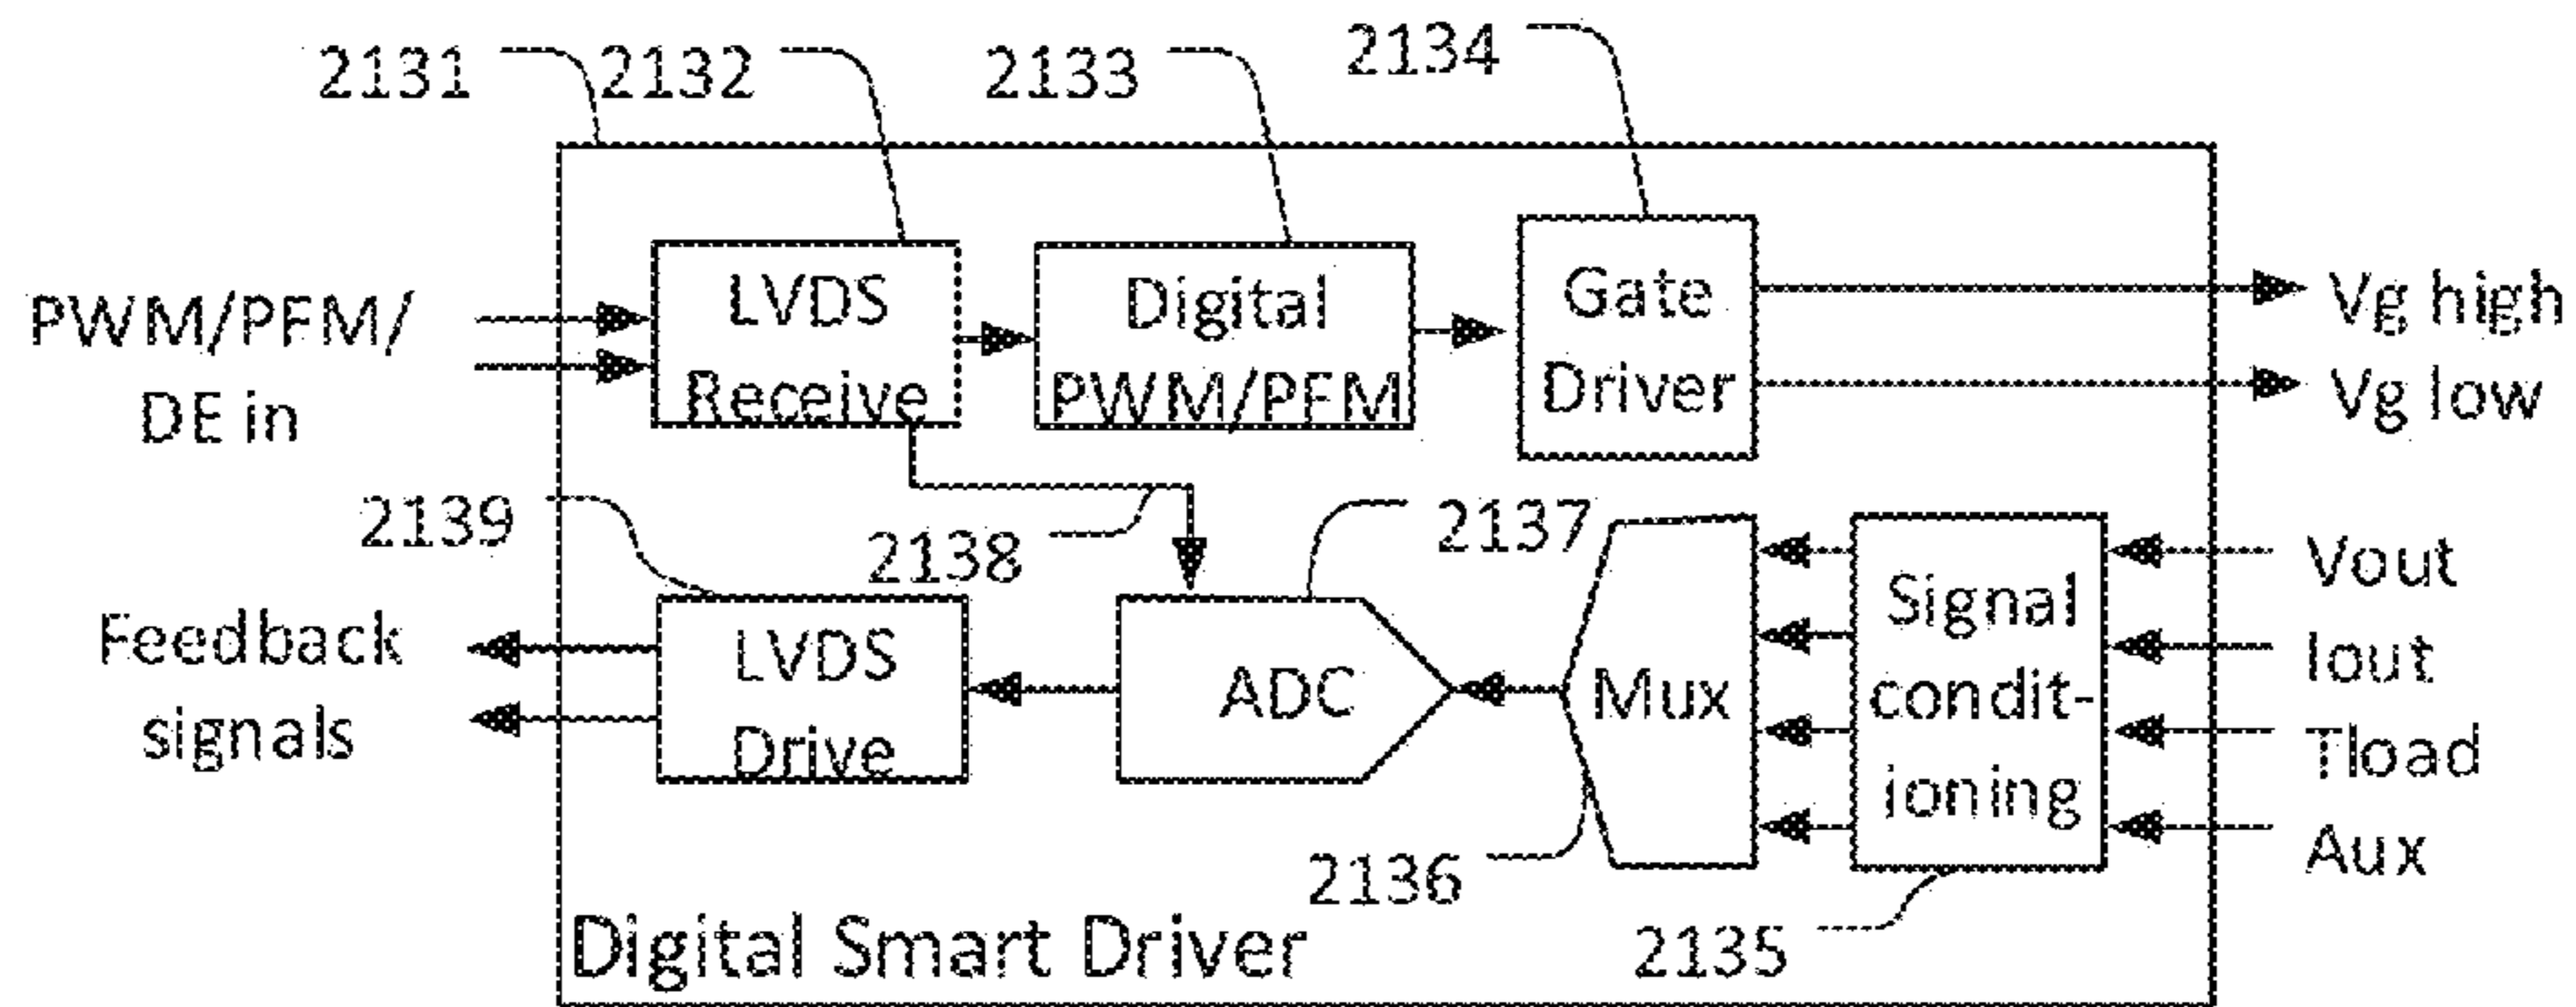 2131
2132
2133
2134
PWM/PFM/
DE in
LVDS
Receive
Digital
PWM/PFM
Gate
Driver
Vg high
Vg low
2139
2138
2137
Feedback
signals
LVDS
Drive
ADC
Mux
Signal
condit-
ioning
Vout
Iout
Tload
Aux
2136
2135
Digital Smart Driver